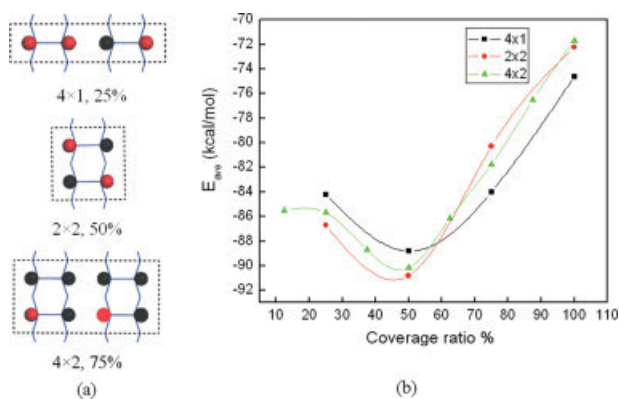 4×1, 25%
2×2, 50%
4×2, 75%
(a)
-72
-74
-76
-78
-80
-82
-84
-86
-88
-90
-92
E_ave (kcal/mol)
4x1
2x2
4x2
10 20 30 40 50 60 70 80 90 100 110
Coverage ratio %
(b)